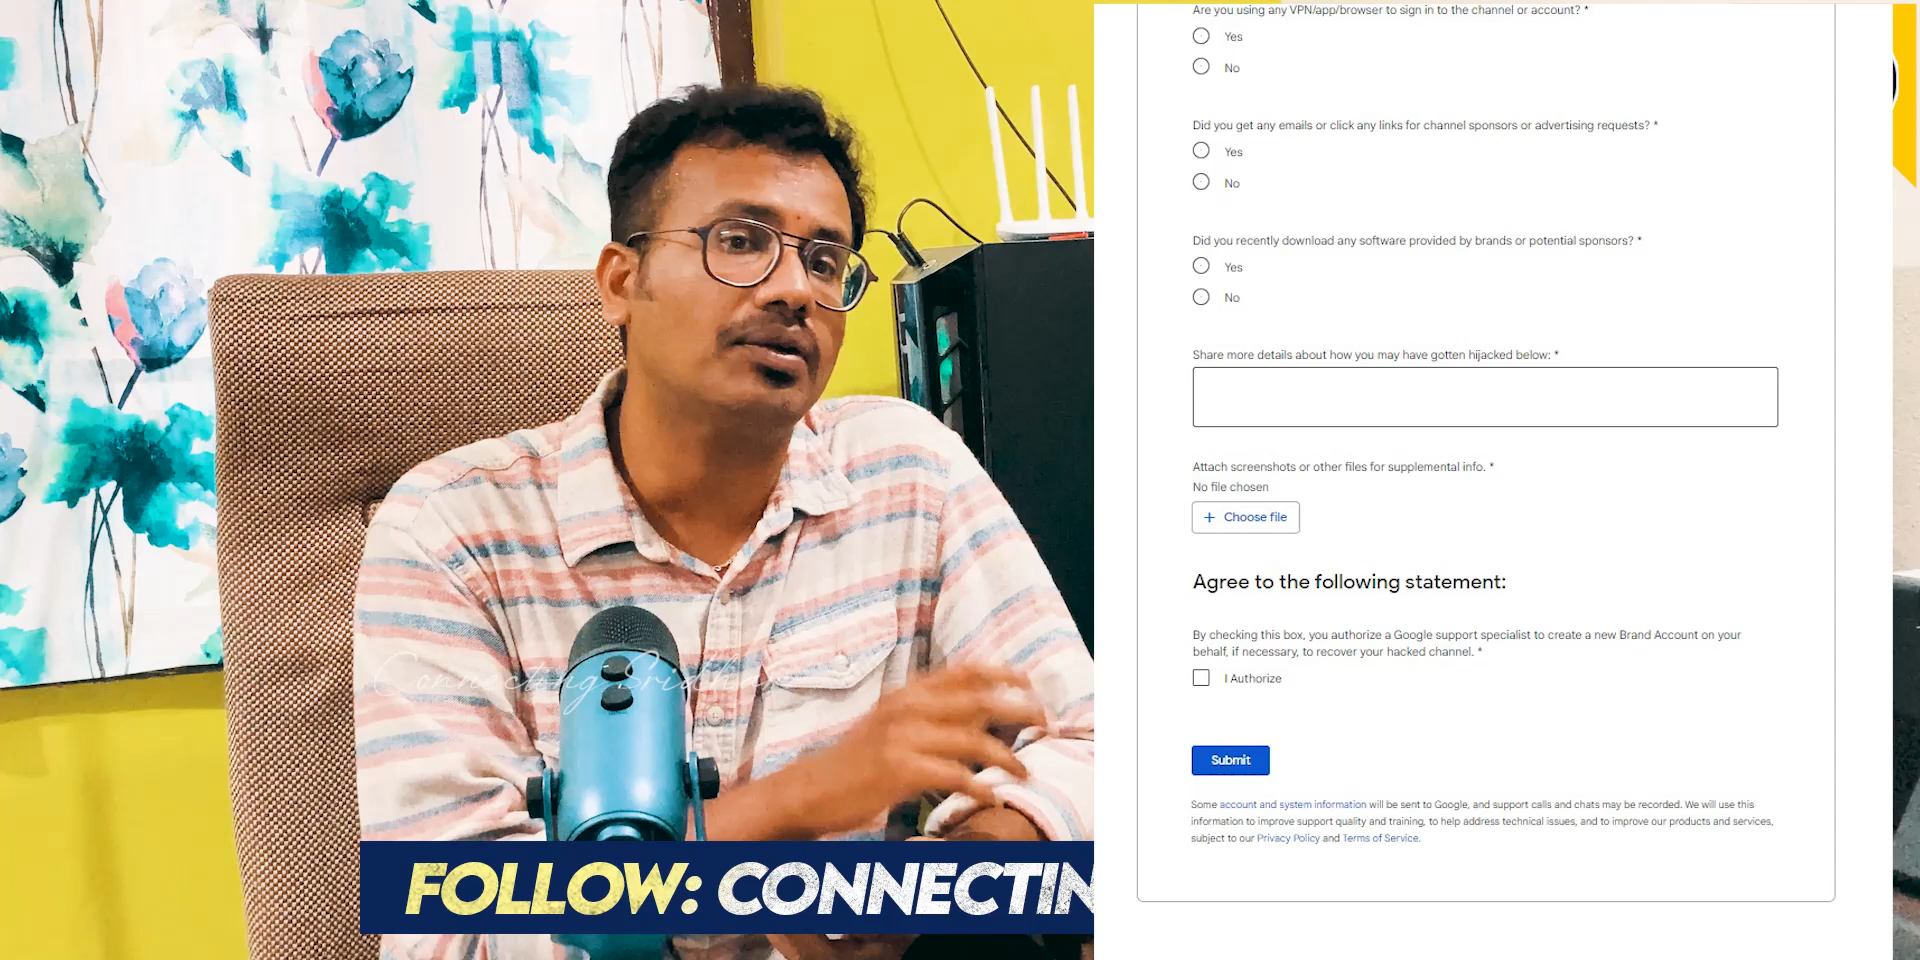 Are you using any VPN/app/browser to sign in to the channel or account? *
Yes
No
Did you get any emails or click any links for channel sponsors or advertising requests? *
Yes
No
Did you recently download any software provided by brands or potential sponsors? *
Yes
No
Share more details about how you may have gotten hijacked below: *
Attach screenshots or other files for supplemental info. *
No file chosen
+ Choose file
Agree to the following statement:
By checking this box, you authorize a Google support specialist to create a new Brand Account on your
behalf, if necessary, to recover your hacked channel. *
I Authorize
Submit
Some account and system information will be sent to Google, and support calls and chats may be recorded. We will use this
information to improve support quality and training, to help address technical issues, and to improve our products and services,
subject to our Privacy Policy and Terms of Service.
Connecting Sridhar
FOLLOW: CONNECTIN